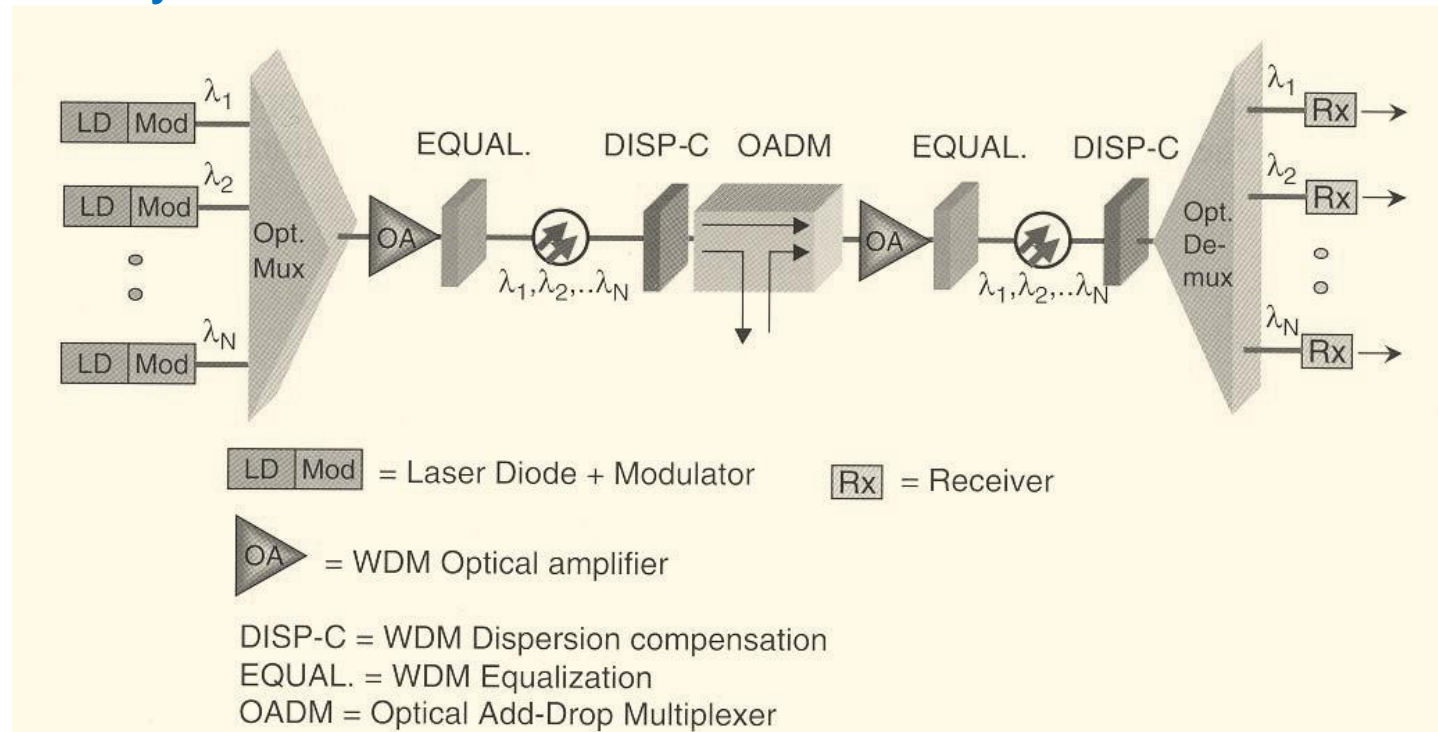 λ1
LD Mod
λ2
LD Mod
λN
LD Mod
Opt.
Mux
OA
EQUAL.
λ1,λ2,..λN
DISP-C
OADM
OA
EQUAL.
λ1,λ2,..λN
DISP-C
Opt.
De-
mux
λ1
Rx
λ2
Rx
λN
Rx
LD Mod = Laser Diode + Modulator
Rx = Receiver
OA = WDM Optical amplifier
DISP-C = WDM Dispersion compensation
EQUAL. = WDM Equalization
OADM = Optical Add-Drop Multiplexer